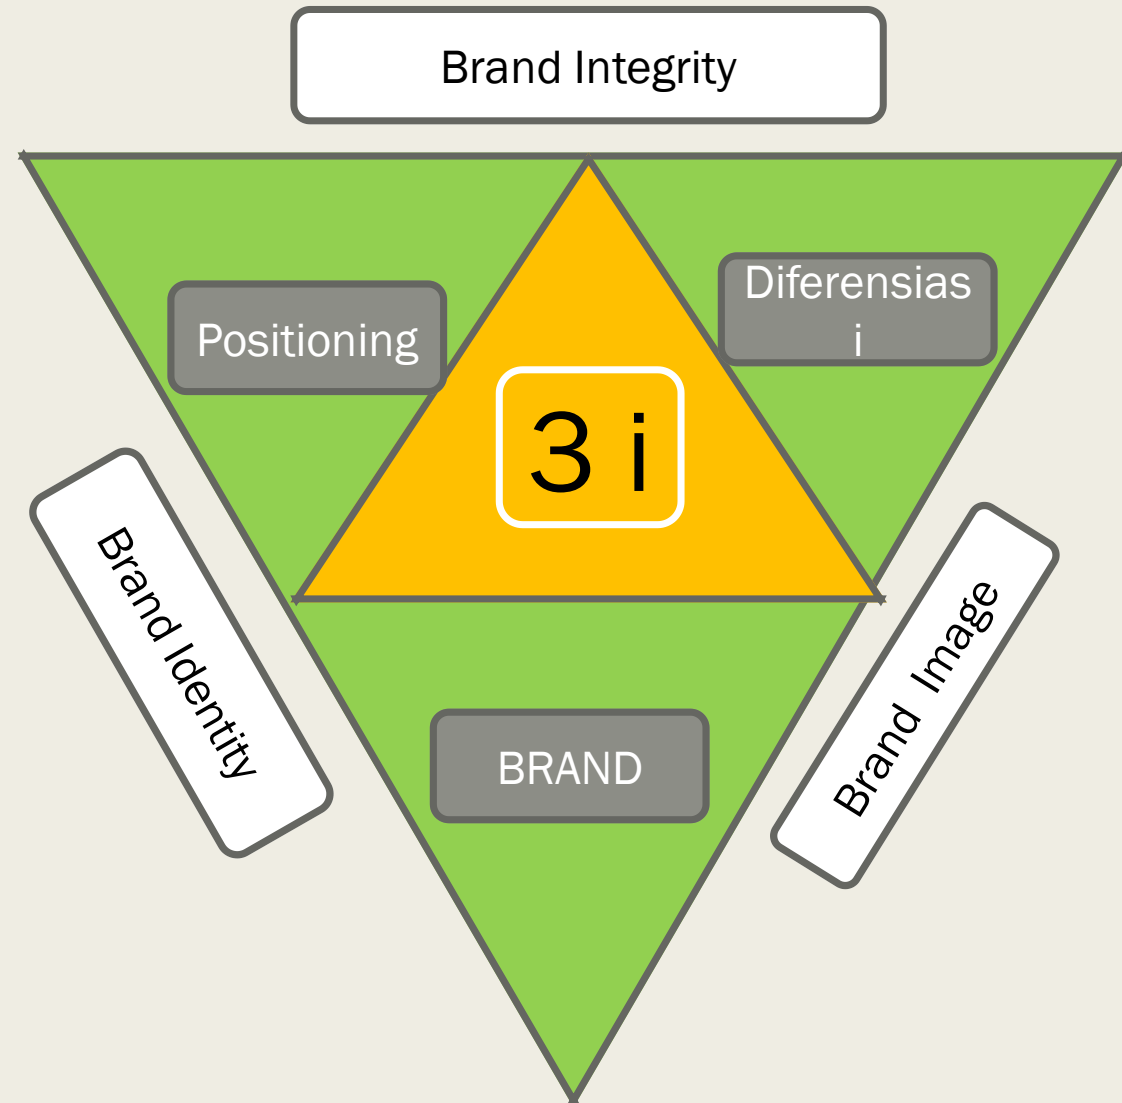 Brand Integrity
Positioning
Diferensias
i
3 i
Brand Identity
Brand Image
BRAND